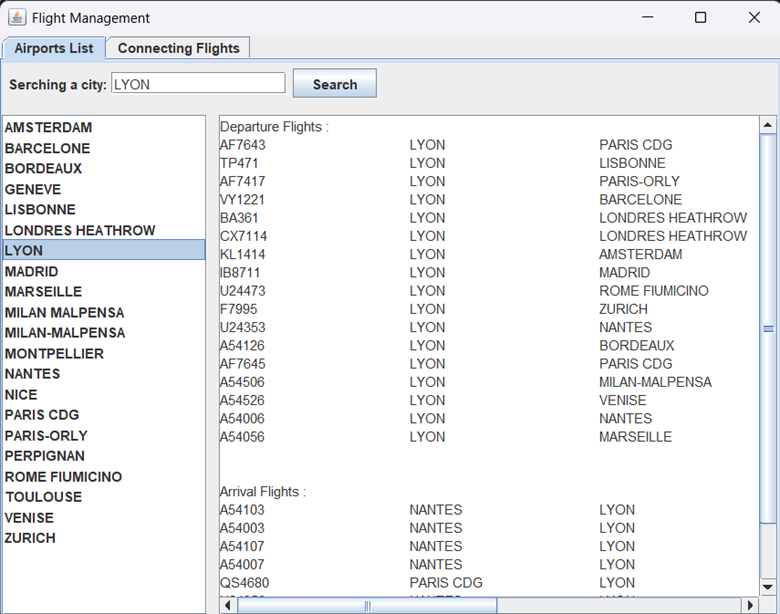 Flight Management
Airports List
Connecting Flights
Serching a city: LYON Search
AMSTERDAM
BARCELONE
BORDEAUX
GENEVE
LISBONNE
LONDRES HEATHROW
LYON
MADRID
MARSEILLE
MILAN MALPENSA
MILAN-MALPENSA
MONTPELLIER
NANTES
NICE
PARIS CDG
PARIS-ORLY
PERPIGNAN
ROME FIUMICINO
TOULOUSE
VENISE
ZURICH
Departure Flights :
AF7643 LYON PARIS CDG
TP471 LYON LISBONNE
AF7417 LYON PARIS-ORLY
VY1221 LYON BARCELONE
BA361 LYON LONDRES HEATHROW
CX7114 LYON LONDRES HEATHROW
KL1414 LYON AMSTERDAM
IB8711 LYON MADRID
U24473 LYON ROME FIUMICINO
F7995 LYON ZURICH
U24353 LYON NANTES
A54126 LYON BORDEAUX
AF7645 LYON PARIS CDG
A54506 LYON MILAN-MALPENSA
A54526 LYON VENISE
A54006 LYON NANTES
A54056 LYON MARSEILLE
Arrival Flights :
A54103 NANTES LYON
A54003 NANTES LYON
A54107 NANTES LYON
A54007 NANTES LYON
QS4680 PARIS CDG LYON